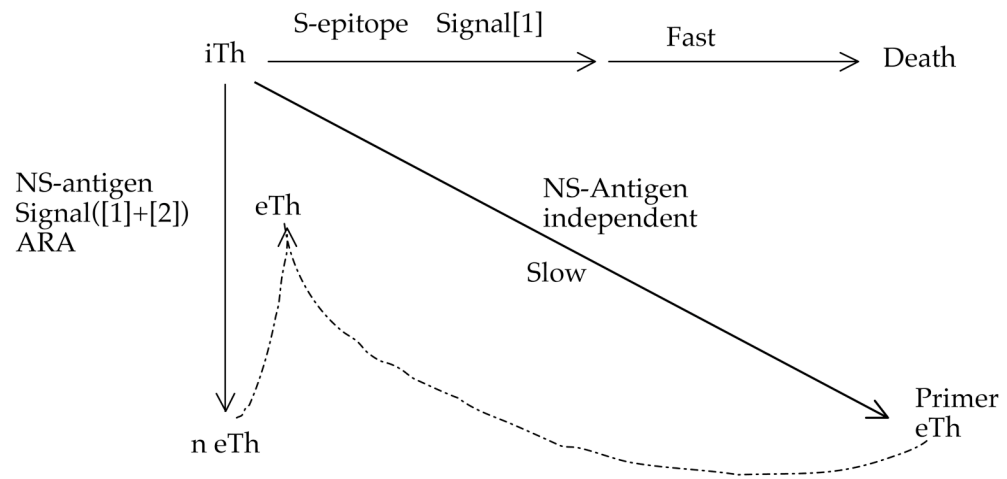 S-epitope Signal[1]
Fast
iTh
Death
NS-antigen
Signal([1]+[2])
ARA
eTh
NS-Antigen
independent
Slow
Primer
eTh
n eTh